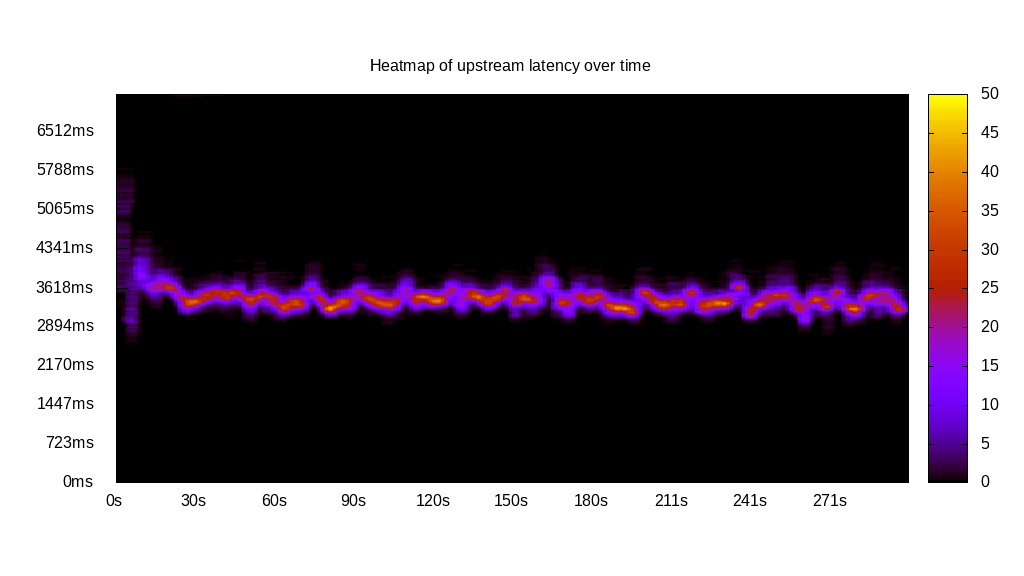 Heatmap of upstream latency over time
6512ms
5788ms
5065ms
4341ms
3618ms
2894ms
2170ms
1447ms
723ms
0ms
0s 30s 60s 90s 120s 150s 180s 211s 241s 271s
50
45
40
35
30
25
20
15
10
5
0